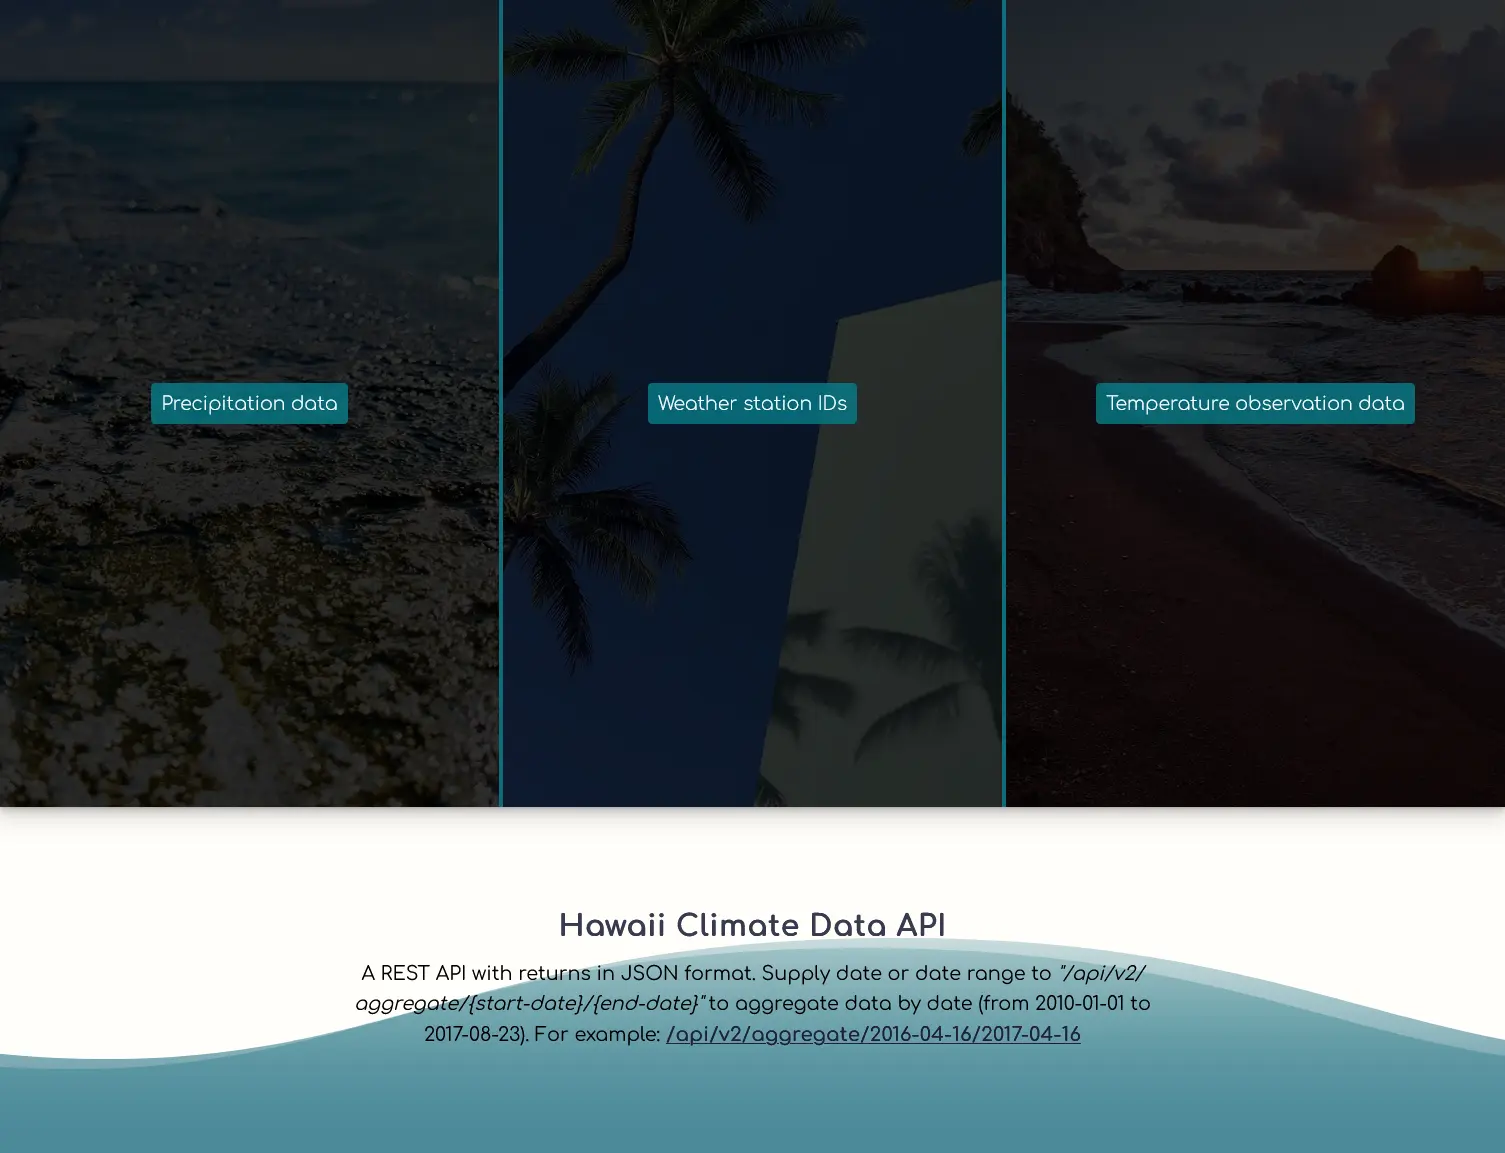 Precipitation data
Weather station IDs
Temperature observation data
Hawaii Climate Data API
A REST API with returns in JSON format. Supply date or date range to "/api/v2/
aggregate/{start-date}/{end-date}" to aggregate data by date (from 2010-01-01 to
2017-08-23). For example: /api/v2/aggregate/2016-04-16/2017-04-16